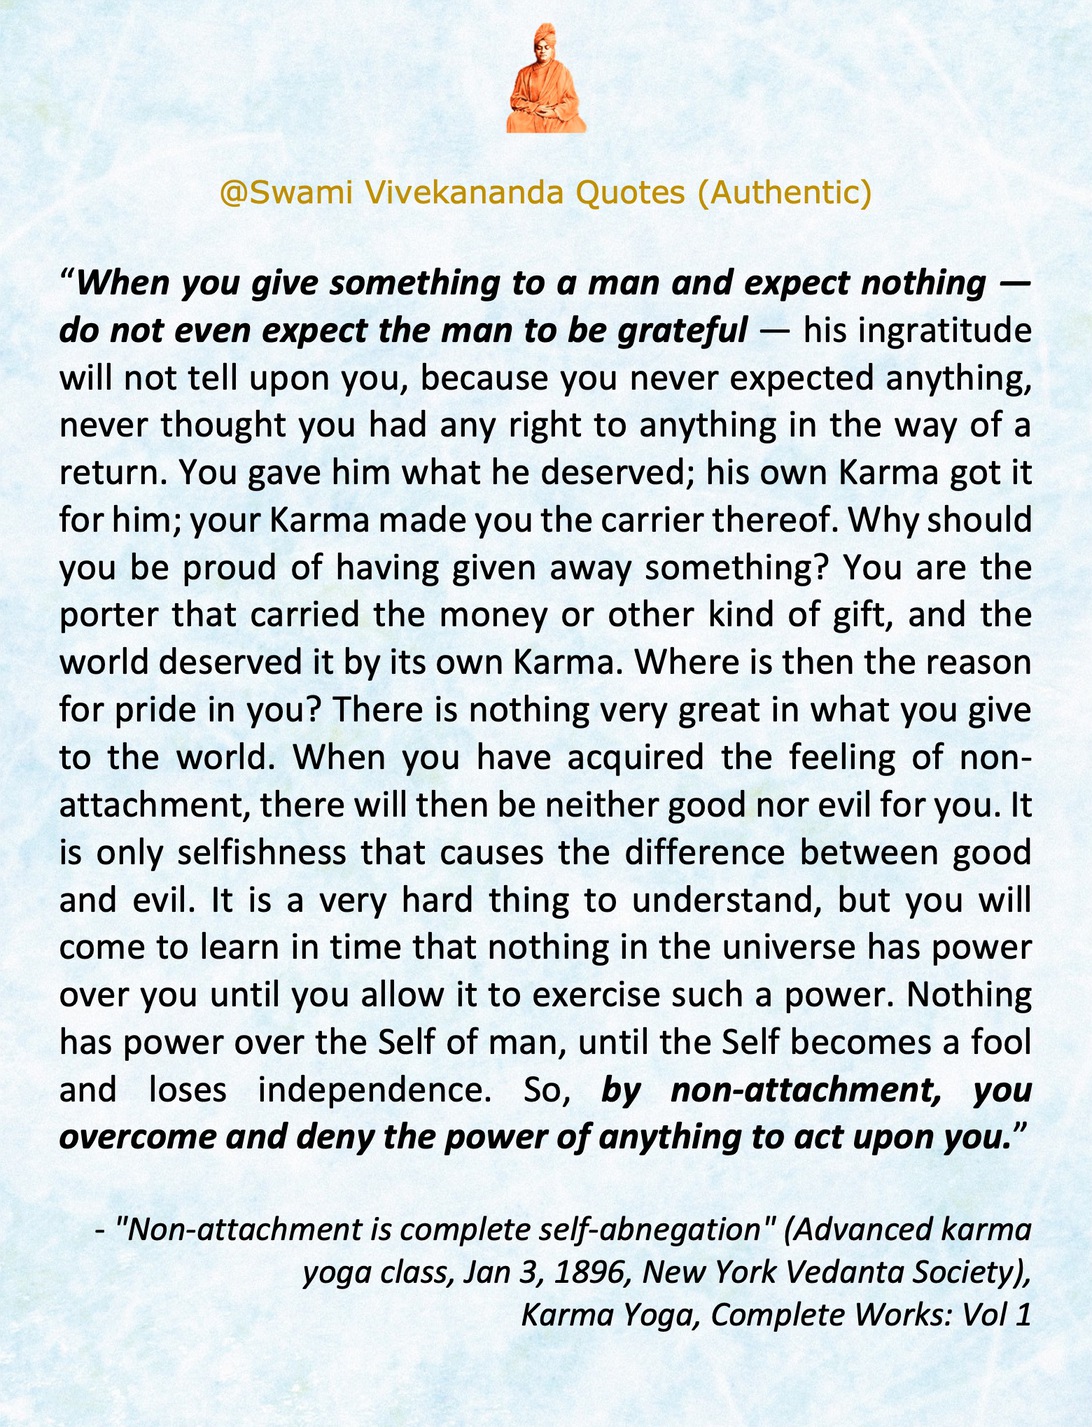 @Swami Vivekananda Quotes (Authentic)
“When you give something to a man and expect nothing —
do not even expect the man to be grateful — his ingratitude
will not tell upon you, because you never expected anything,
never thought you had any right to anything in the way of a
return. You gave him what he deserved; his own Karma got it
for him; your Karma made you the carrier thereof. Why should
you be proud of having given away something? You are the
porter that carried the money or other kind of gift, and the
world deserved it by its own Karma. Where is then the reason
for pride in you? There is nothing very great in what you give
to the world. When you have acquired the feeling of non-
attachment, there will then be neither good nor evil for you. It
is only selfishness that causes the difference between good
and evil. It is a very hard thing to understand, but you will
come to learn in time that nothing in the universe has power
over you until you allow it to exercise such a power. Nothing
has power over the Self of man, until the Self becomes a fool
and loses independence. So, by non-attachment, you
overcome and deny the power of anything to act upon you.”
- "Non-attachment is complete self-abnegation" (Advanced karma
yoga class, Jan 3, 1896, New York Vedanta Society),
Karma Yoga, Complete Works: Vol 1